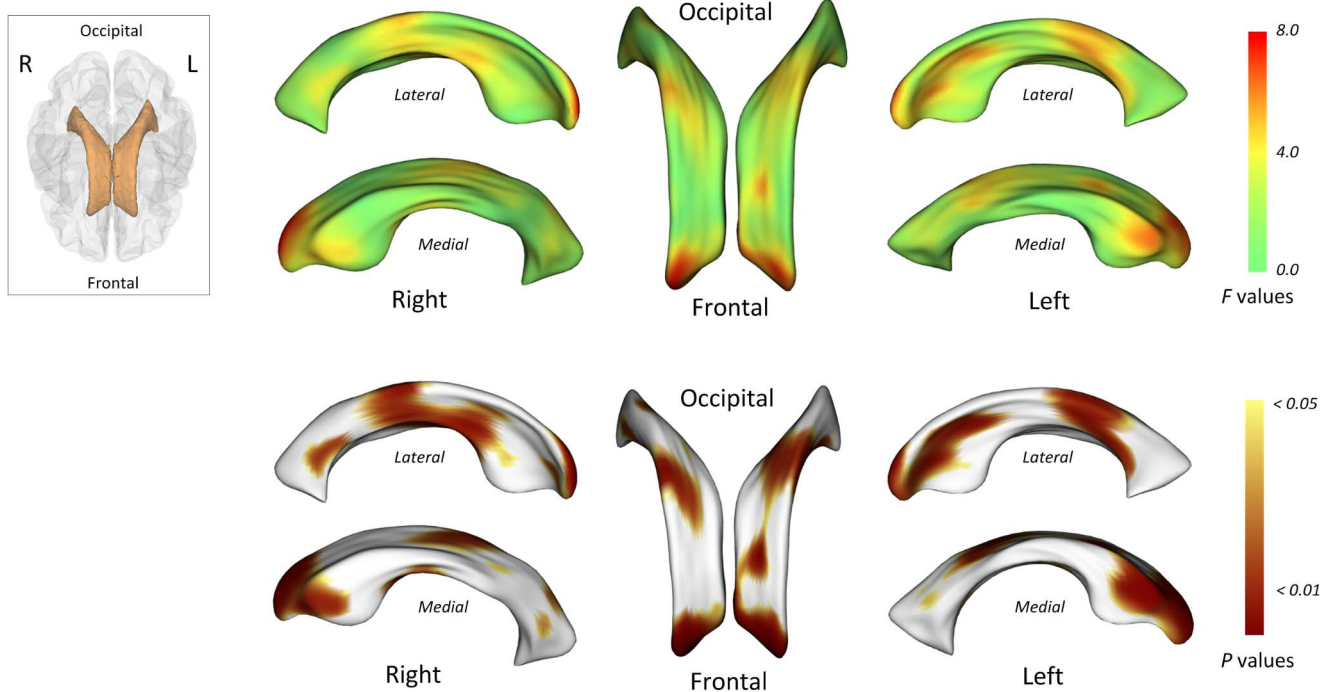 Occipital
R
L
Frontal
Lateral
Medial
Right
Occipital
Frontal
Lateral
Medial
Left
8.0
4.0
0.0
F values
Lateral
Medial
Right
Occipital
Frontal
Lateral
Medial
Left
< 0.05
< 0.01
P values